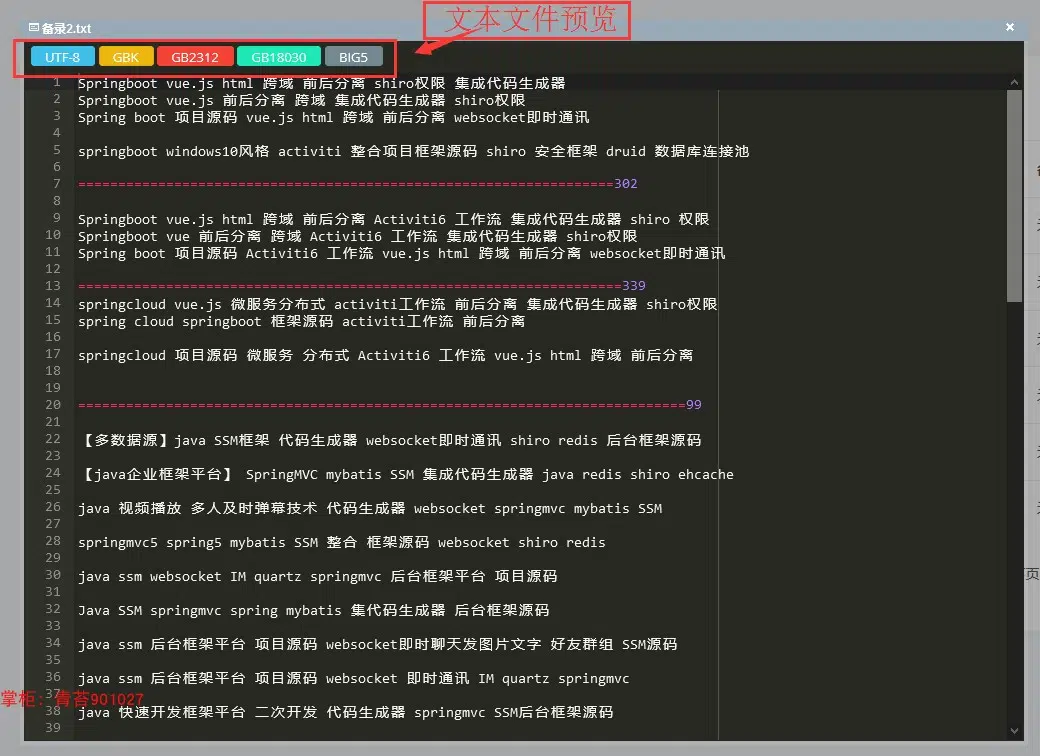 文本文件预览
备录2.txt
×
UTF-8 GBK GB2312 GB18030 BIG5
1 Springboot vue.js html 跨域 前后分离 shiro权限 集成代码生成器
2 Springboot vue.js 前后分离 跨域 集成代码生成器 shiro权限
3 Spring boot 项目源码 vue.js html 跨域 前后分离 websocket即时通讯
4
5 springboot windows10风格 activiti 整合项目框架源码 shiro 安全框架 druid 数据库连接池
6
7 ===================================================================302
8
9 Springboot vue.js html 跨域 前后分离 Activiti6 工作流 集成代码生成器 shiro 权限
10 Springboot vue 前后分离 跨域 Activiti6 工作流 集成代码生成器 shiro权限
11 Spring boot 项目源码 Activiti6 工作流 vue.js html 跨域 前后分离 websocket即时通讯
12
13 ====================================================================339
14 springcloud vue.js 微服务分布式 activiti工作流 前后分离 集成代码生成器 shiro权限
15 spring cloud springboot 框架源码 activiti工作流 前后分离
16
17 springcloud 项目源码 微服务 分布式 Activiti6 工作流 vue.js html 跨域 前后分离
18
19
20 ============================================================================99
21
22 【多数据源】java SSM框架 代码生成器 websocket即时通讯 shiro redis 后台框架源码
23
24 【java企业框架平台】 SpringMVC mybatis SSM 集成代码生成器 java redis shiro ehcache
25
26 java 视频播放 多人及时弹幕技术 代码生成器 websocket springmvc mybatis SSM
27
28 springmvc5 spring5 mybatis SSM 整合 框架源码 websocket shiro redis
29
30 java ssm websocket IM quartz springmvc 后台框架平台 项目源码
31
32 Java SSM springmvc spring mybatis 集代码生成器 后台框架源码
33
34 java ssm 后台框架平台 项目源码 websocket即时聊天发图片文字 好友群组 SSM源码
35
36 java ssm 后台框架平台 项目源码 websocket 即时通讯 IM quartz springmvc
37
掌柜：青苔901027
38 java 快速开发框架平台 二次开发 代码生成器 springmvc SSM后台框架源码
39
页